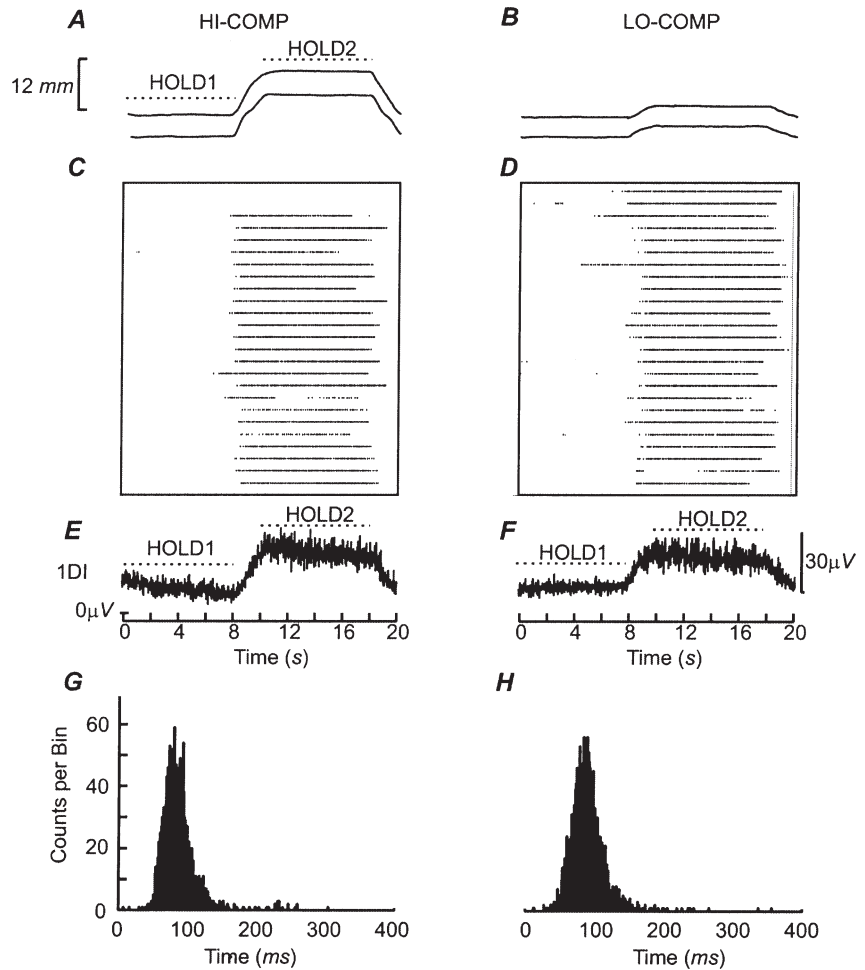 A HI-COMP B LO-COMP
HOLD2
12 mm HOLD1
C D
E HOLD2 F HOLD2
HOLD1 HOLD1
1DI 30µV
0µV
0 4 8 12 16 20 0 4 8 12 16 20
Time (s) Time (s)
G H
60
40
20
0
Counts per Bin
0 100 200 300 400 0 100 200 300 400
Time (ms) Time (ms)